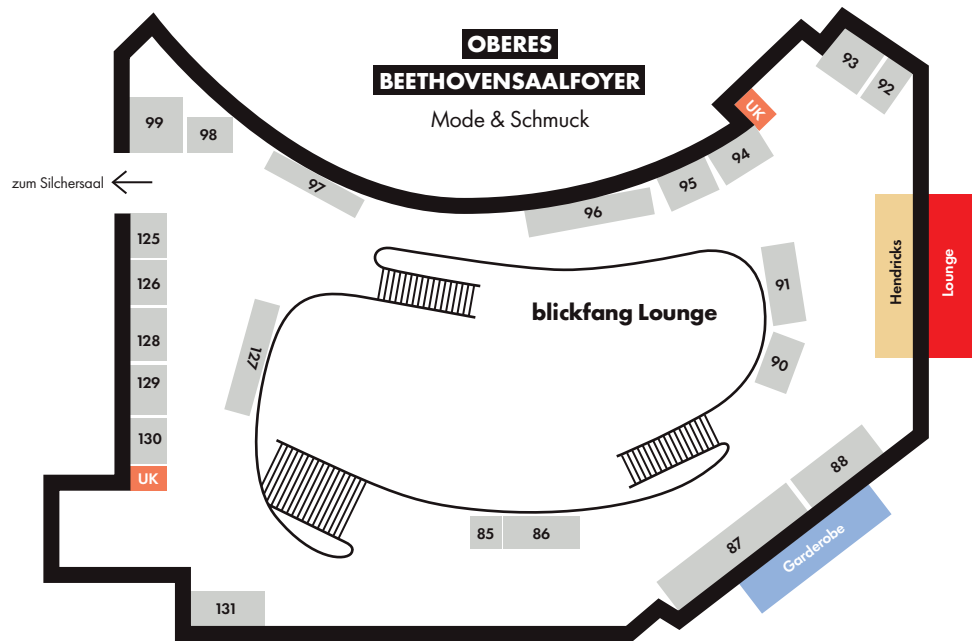 OBERES
BEETHOVENSAALFOYER
Mode & Schmuck
93
92
99
98
UK
94
95
97
96
zum Silchersaal
125
126
128
129
130
UK
127
blickfang Lounge
91
90
Hendricks
Lounge
88
87
Garderobe
85
86
131